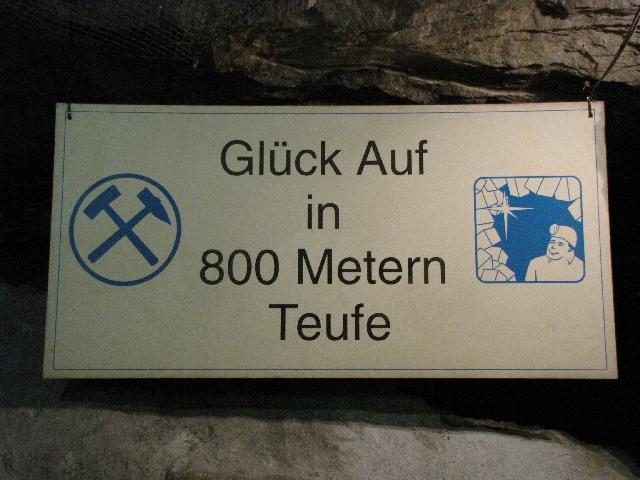 Glück Auf
in
800 Metern
Teufe